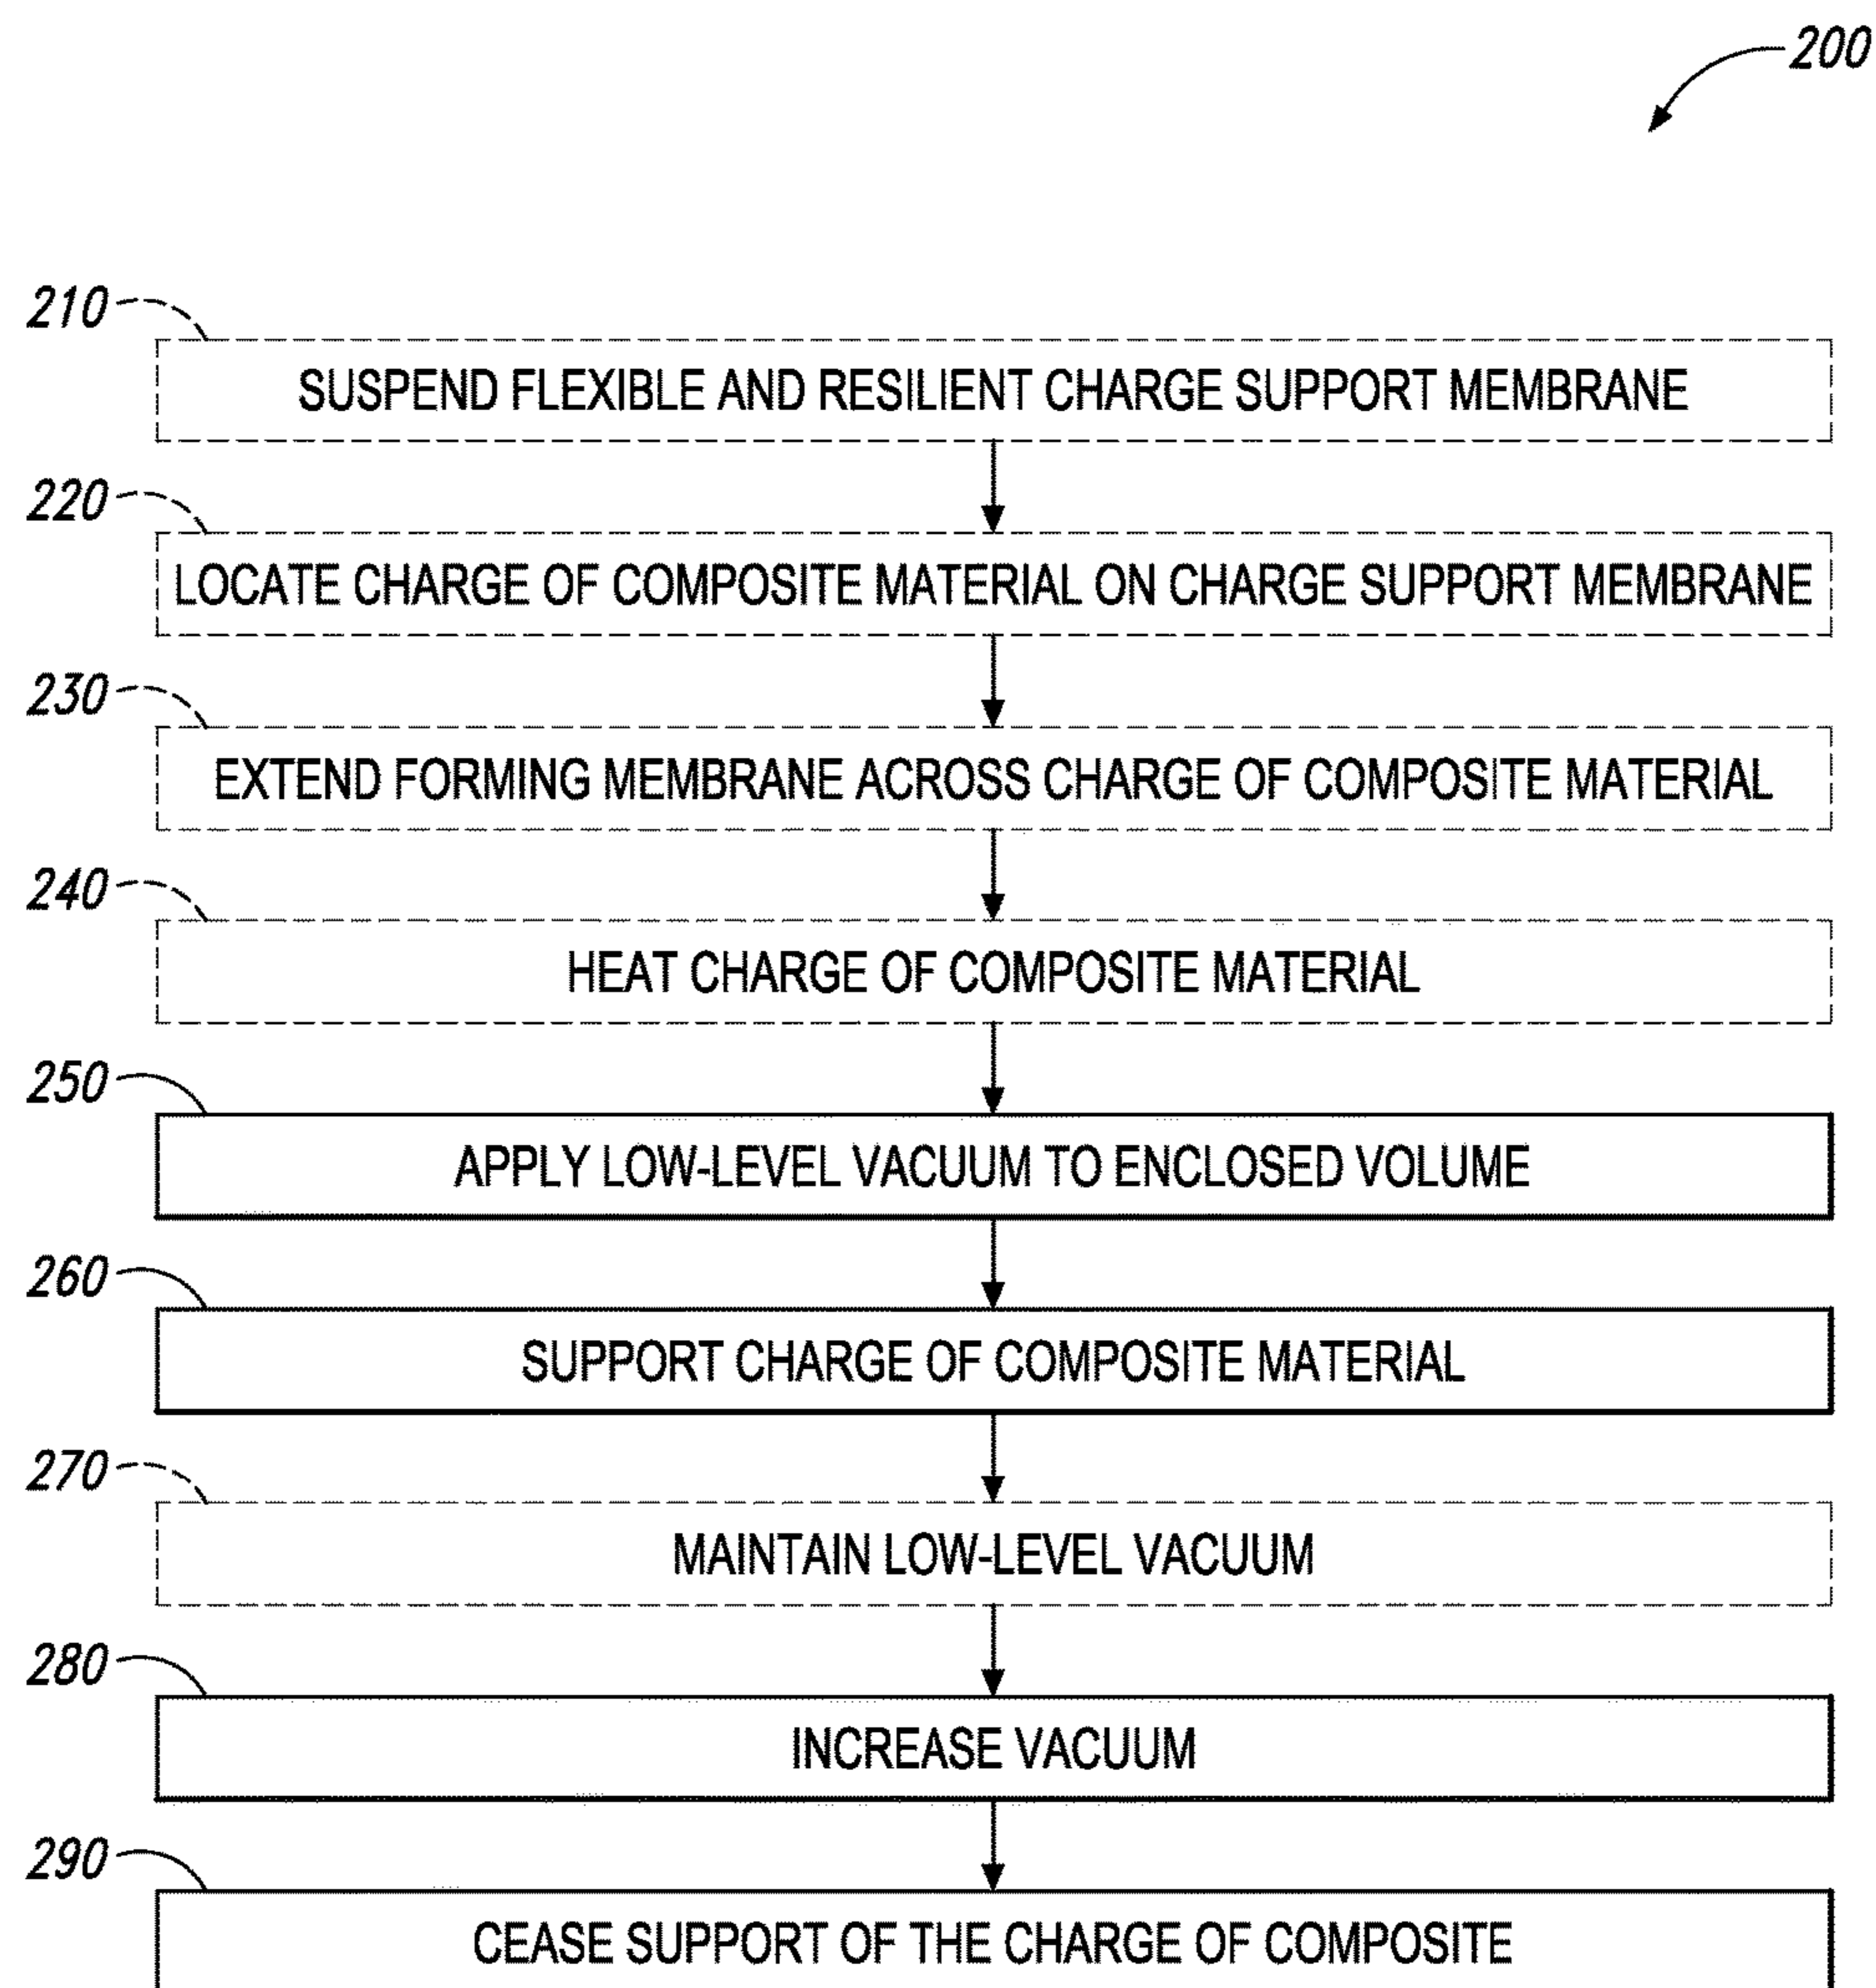 200
210
SUSPEND FLEXIBLE AND RESILIENT CHARGE SUPPORT MEMBRANE
220
LOCATE CHARGE OF COMPOSITE MATERIAL ON CHARGE SUPPORT MEMBRANE
230
EXTEND FORMING MEMBRANE ACROSS CHARGE OF COMPOSITE MATERIAL
240
HEAT CHARGE OF COMPOSITE MATERIAL
250
APPLY LOW-LEVEL VACUUM TO ENCLOSED VOLUME
260
SUPPORT CHARGE OF COMPOSITE MATERIAL
270
MAINTAIN LOW-LEVEL VACUUM
280
INCREASE VACUUM
290
CEASE SUPPORT OF THE CHARGE OF COMPOSITE